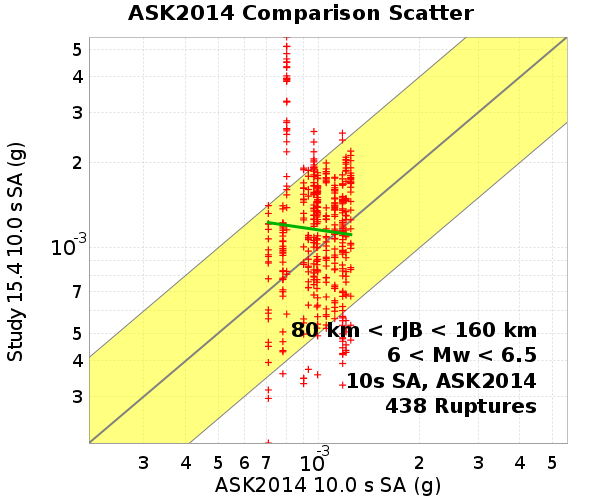 ASK2014 Comparison Scatter
Study 15.4 10.0 s SA (g)
5
4
3
2
10-3
7
5
4
3
80 km < rJB < 160 km
6 < Mw < 6.5
10s SA, ASK2014
438 Ruptures
3 4 5 6 7 10-3 2 3 4 5
ASK2014 10.0 s SA (g)